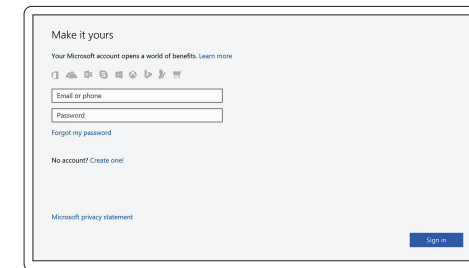 Make it yours
Your Microsoft account opens a world of benefits. Learn more
Email or phone
Password
Forgot my password
No account? Create one!
Microsoft privacy statement
Sign in